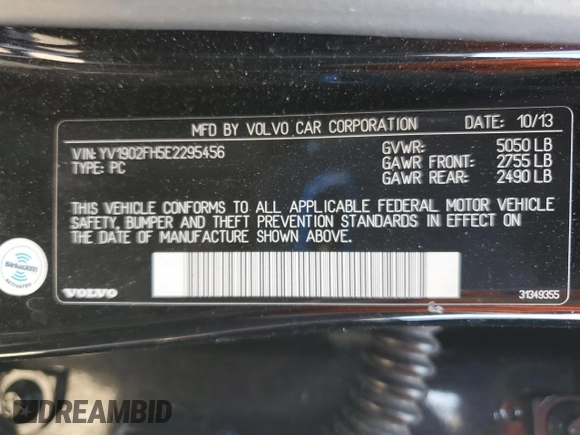 MFD BY VOLVO CAR CORPORATION DATE: 10/13
VIN: YV1902FH5E2295456 GVWR: 5050 LB
TYPE: PC GAWR FRONT: 2755 LB
GAWR REAR: 2490 LB
THIS VEHICLE CONFORMS TO ALL APPLICABLE FEDERAL MOTOR VEHICLE
SAFETY, BUMPER AND THEFT PREVENTION STANDARDS IN EFFECT ON
THE DATE OF MANUFACTURE SHOWN ABOVE.
((siriusxm))
ACTIVATED
VOLVO 31349355
DREAMBID